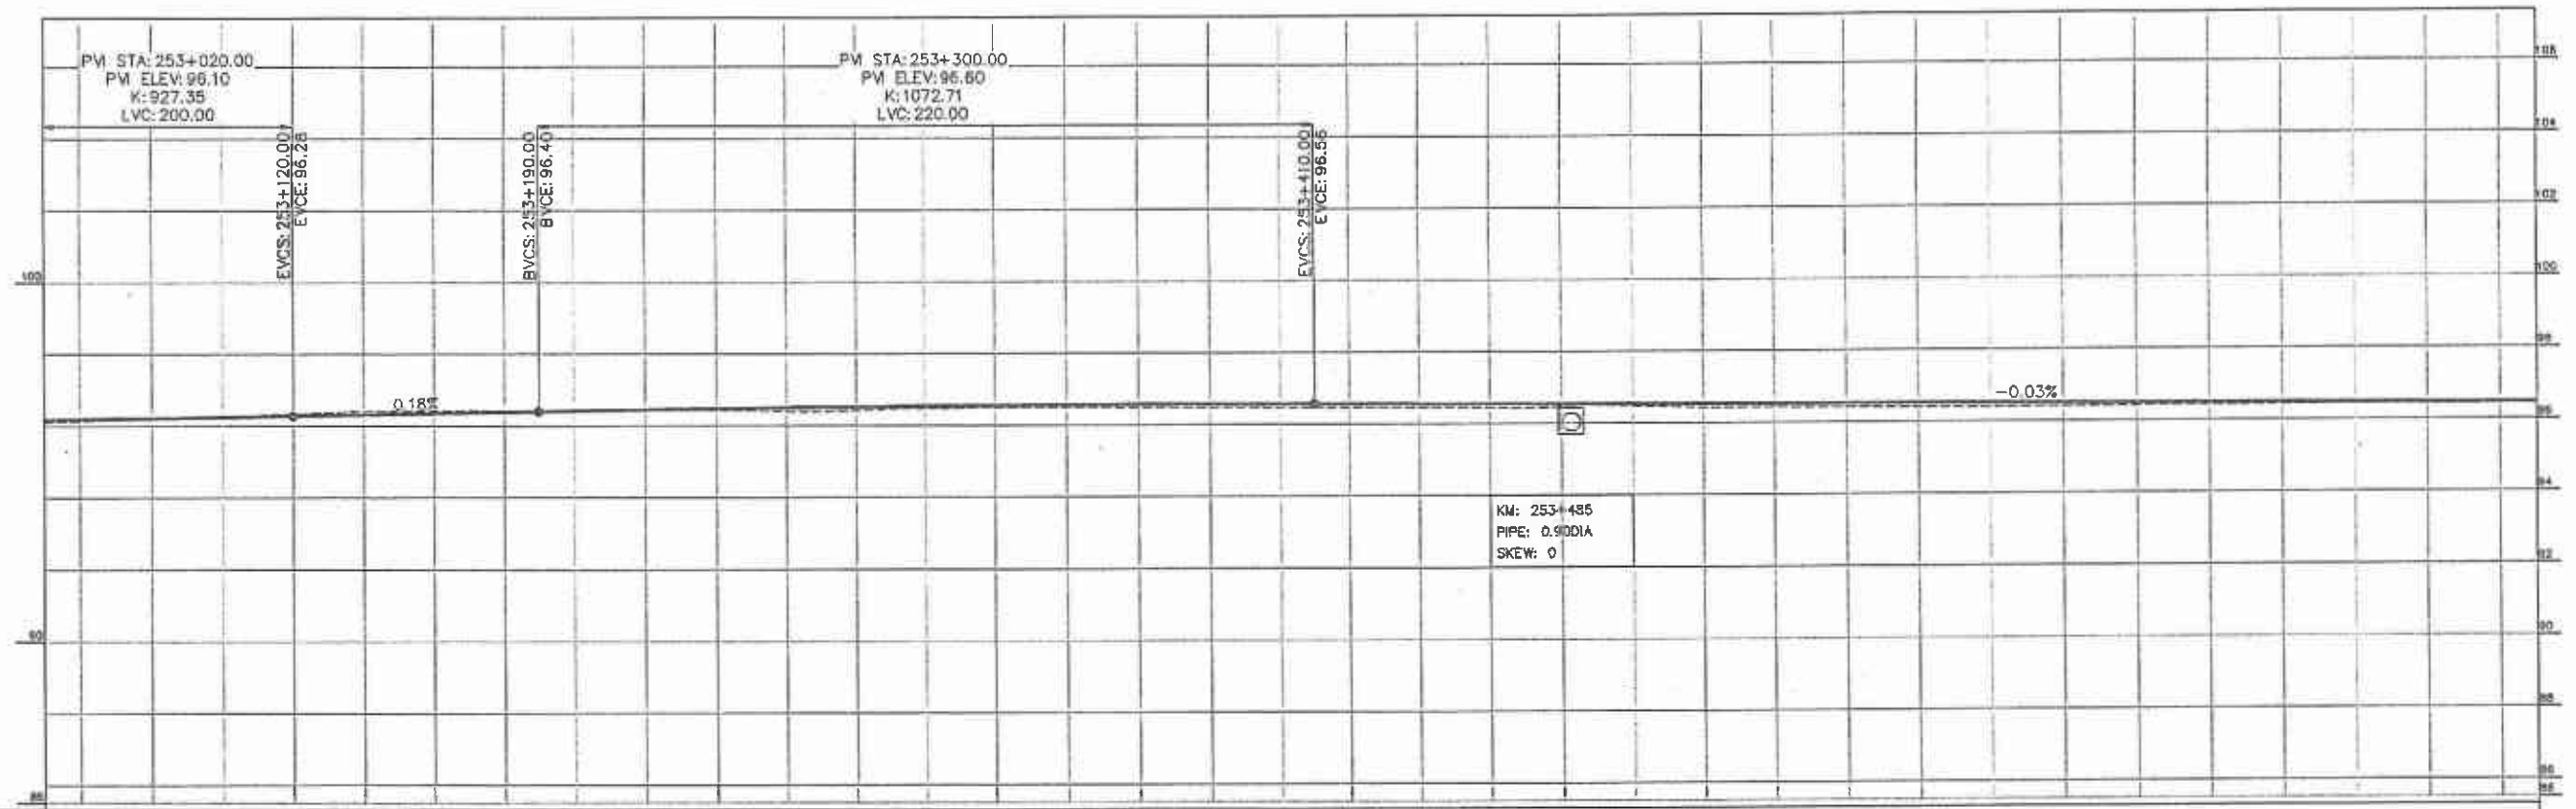 PVI STA: 253+020.00
PVI ELEV: 96.10
K: 927.35
LVC: 200.00
EVCS: 253+120.00
EVCE: 96.28
BVCS: 253+190.00
BVCE: 96.40
PVI STA: 253+300.00
PVI ELEV: 96.60
K: 1072.71
LVC: 220.00
EVCS: 253+410.00
EVCE: 96.56
0.18%
-0.03%
KM: 253+485
PIPE: 0.90DIA
SKEW: 0
100
90
104
102
100
98
94
92
90
88